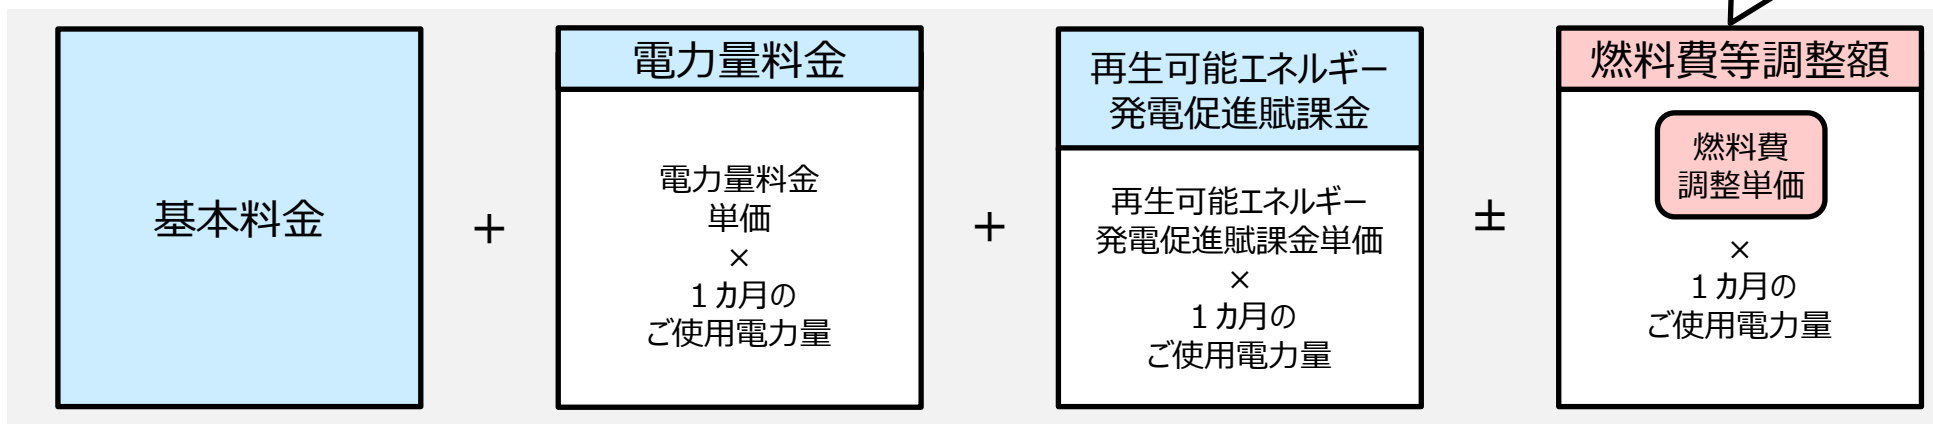 基本料金
＋
電力量料金
電力量料金
単価
×
１カ月の
ご使用電力量
＋
再生可能エネルギー
発電促進賦課金
再生可能エネルギー
発電促進賦課金単価
×
１カ月の
ご使用電力量
±
燃料費等調整額
燃料費
調整単価
×
１カ月の
ご使用電力量